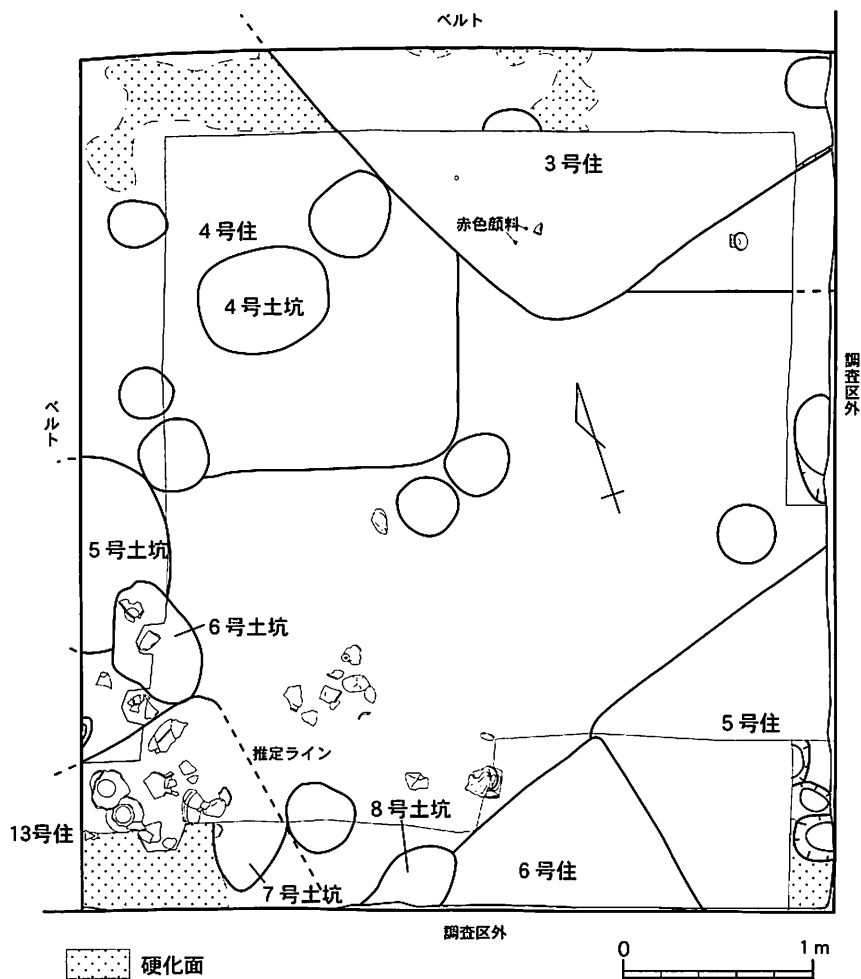 ベルト
3号住
4号住
赤色顔料
4号土坑
調査区外
ベルト
5号土坑
6号土坑
5号住
推定ライン
8号土坑
13号住
6号住
7号土坑
調査区外
硬化面
0 1m